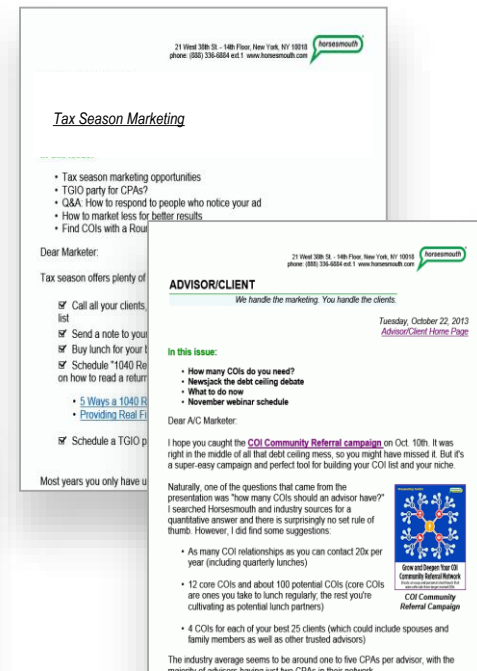 21 West 38th St. - 14th Floor, New York, NY 10018
phone: (888) 336-6884 ext.1 www.horsesmouth.com
horsesmouth
Tax Season Marketing
• Tax season marketing opportunities
• TGIO party for CPAs?
• Q&A: How to respond to people who notice your ad
• How to market less for better results
• Find COIs with a Rour
Dear Marketer:
Tax season offers plenty of
Call all your clients,
list
Send a note to your
Buy lunch for your t
Schedule "1040 Re
on how to read a return
• 5 Ways a 1040 R
• Providing Real Fi
Schedule a TGIO p
Most years you only have u
21 West 38th St. - 14th Floor, New York, NY 10018
phone: (888) 336-6884 ext.1 www.horsesmouth.com
horsesmouth
ADVISOR/CLIENT
We handle the marketing. You handle the clients.
Tuesday, October 22, 2013
Advisor/Client Home Page
In this issue:
• How many COIs do you need?
• Newsjack the debt ceiling debate
• What to do now
• November webinar schedule
Dear A/C Marketer:
I hope you caught the COI Community Referral campaign on Oct. 10th. It was
right in the middle of all that debt ceiling mess, so you might have missed it. But it's
a super-easy campaign and perfect tool for building your COI list and your niche.
Naturally, one of the questions that came from the
presentation was "how many COIs should an advisor have?"
I searched Horsesmouth and industry sources for a
quantitative answer and there is surprisingly no set rule of
thumb. However, I did find some suggestions:
• As many COI relationships as you can contact 20x per
year (including quarterly lunches)
• 12 core COIs and about 100 potential COIs (core COIs
are ones you take to lunch regularly; the rest you're
cultivating as potential lunch partners)
• 4 COIs for each of your best 25 clients (which could include spouses and
family members as well as other trusted advisors)
Grow and Deepen Your COI
Community Referral Network
COI Community
Referral Campaign
The industry average seems to be around one to five CPAs per advisor, with the
majority of advisors having just two CPAs in their network.